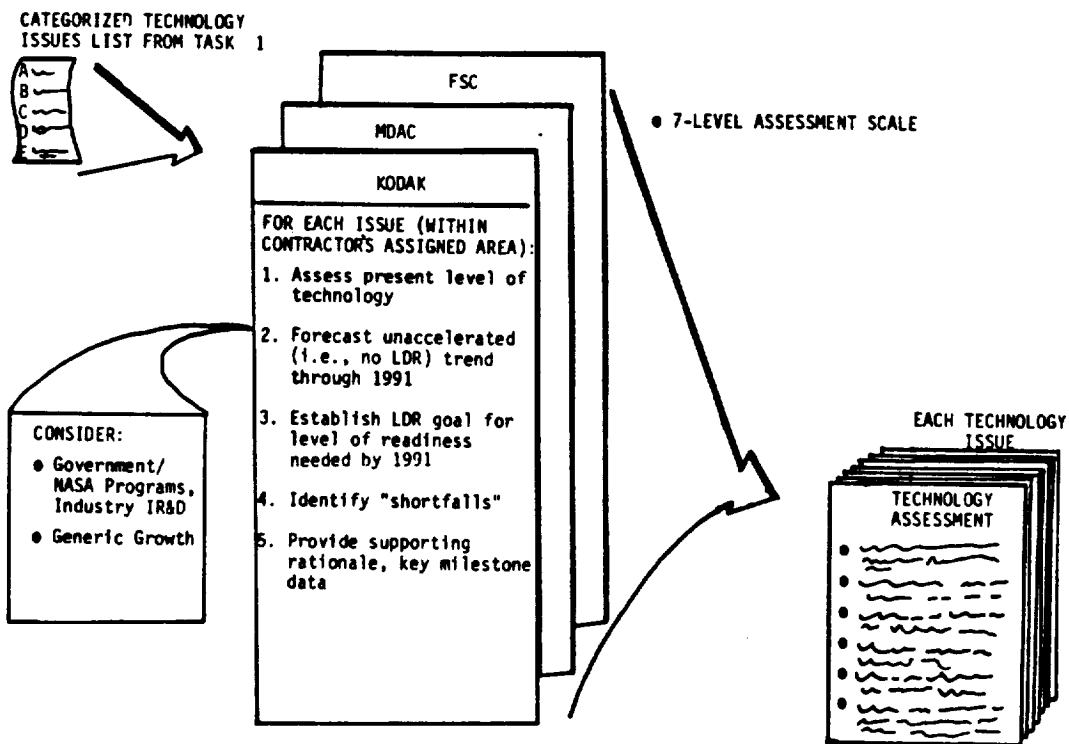 CATEGORIZED TECHNOLOGY
ISSUES LIST FROM TASK 1
A
B
C
D
E
FSC
MDAC
KODAK
FOR EACH ISSUE (WITHIN
CONTRACTOR'S ASSIGNED AREA):
1. Assess present level of
technology
2. Forecast unaccelerated
(i.e., no LDR) trend
through 1991
3. Establish LDR goal for
level of readiness
needed by 1991
4. Identify "shortfalls"
5. Provide supporting
rationale, key milestone
data
CONSIDER:
● Government/
NASA Programs,
Industry IR&D
● Generic Growth
● 7-LEVEL ASSESSMENT SCALE
EACH TECHNOLOGY
ISSUE
TECHNOLOGY
ASSESSMENT